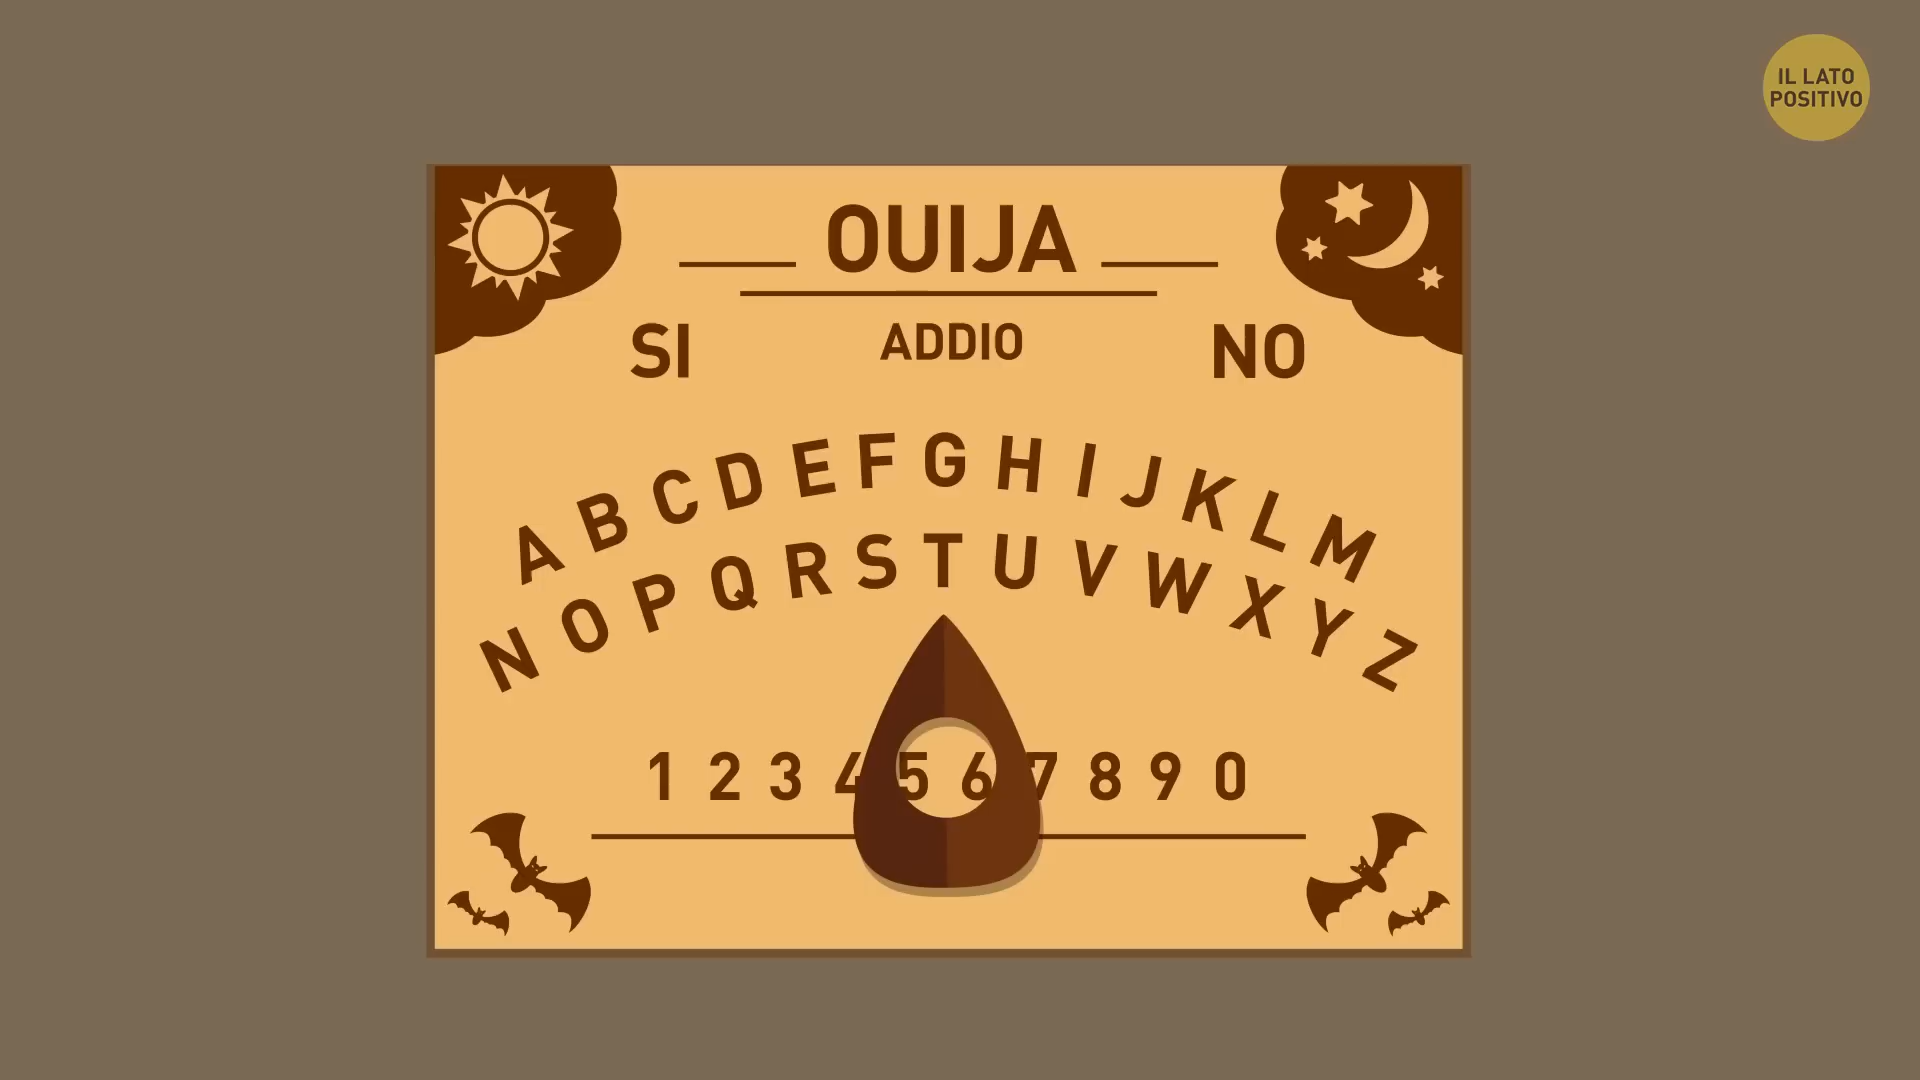 IL LATO
POSITIVO
OUIJA
SI ADDIO NO
A B C D E F G H I J K L M
N O P Q R S T U V W X Y Z
1 2 3 4 5 6 7 8 9 0